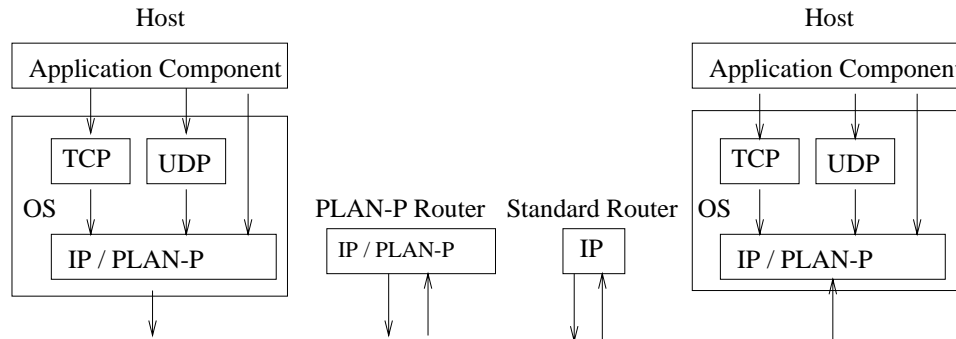 Host
Application Component
TCP
UDP
OS
IP / PLAN-P
PLAN-P Router
IP / PLAN-P
Standard Router
IP
Host
Application Component
TCP
UDP
OS
IP / PLAN-P